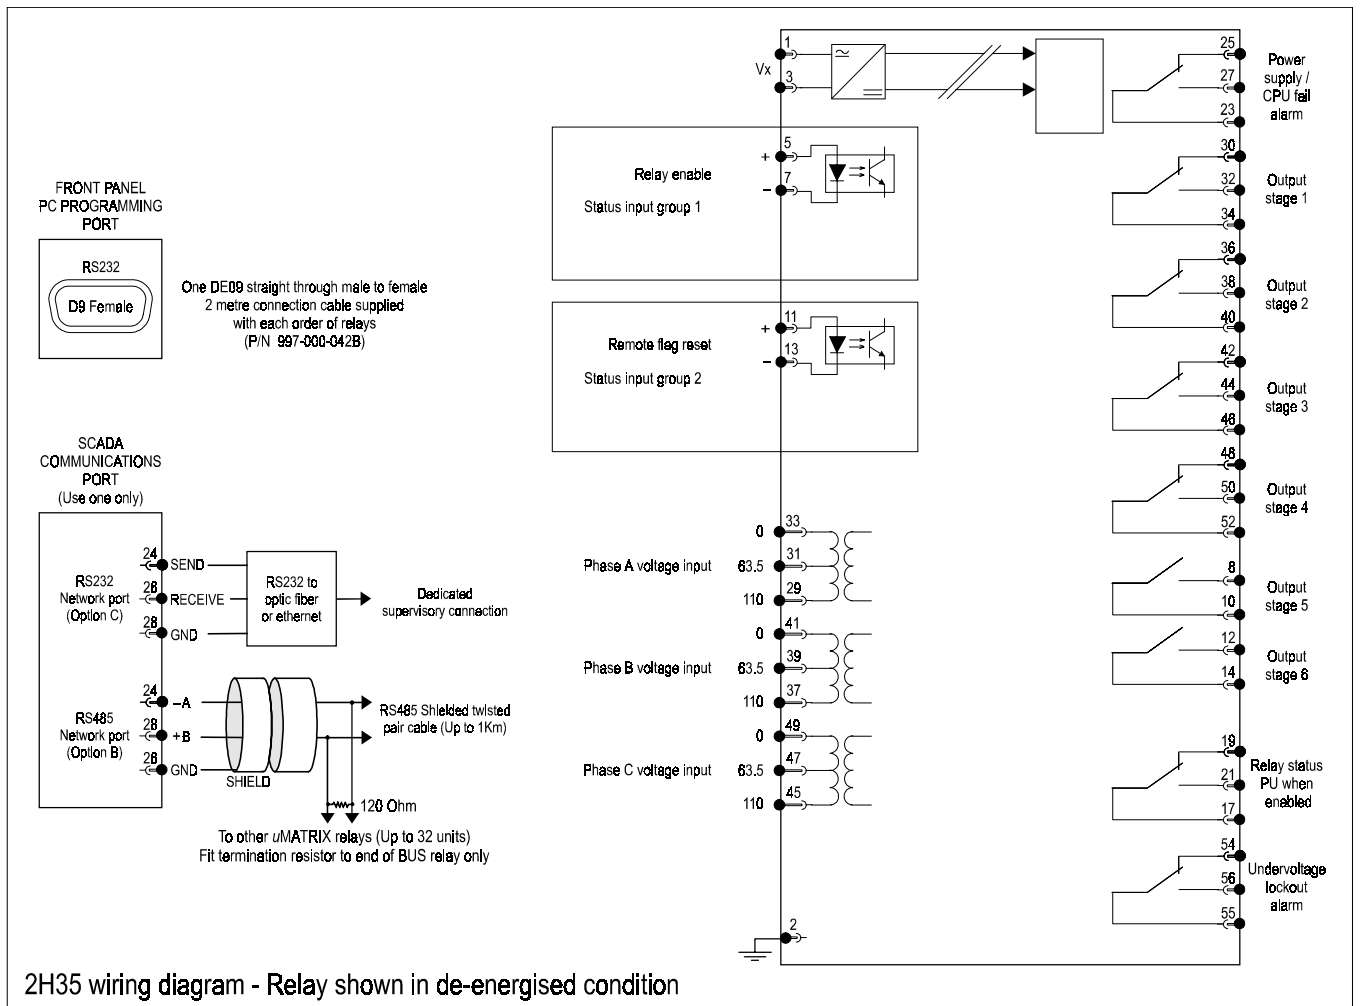 FRONT PANEL
PC PROGRAMMING
PORT
RS232
D9 Female
One DE09 straight through male to female
2 metre connection cable supplied
with each order of relays
(P/N 997-000-042B)
SCADA
COMMUNICATIONS
PORT
(Use one only)
RS232
Network port
(Option C)
24
SEND
26
RECEIVE
28
GND
RS232 to
optic fiber
or ethernet
Dedicated
supervisory connection
RS485
Network port
(Option B)
24
–A
28
+B
26
GND
SHIELD
RS485 Shielded twisted
pair cable (Up to 1Km)
120 Ohm
To other uMATRIX relays (Up to 32 units)
Fit termination resistor to end of BUS relay only
Vx
1
3
Relay enable
Status input group 1
+
5
–
7
Remote flag reset
Status input group 2
+
11
–
13
Phase A voltage input
0
33
63.5
31
110
29
Phase B voltage input
0
41
63.5
39
110
37
Phase C voltage input
0
49
63.5
47
110
45
2
25
27
23
Power
supply /
CPU fail
alarm
30
32
34
Output
stage 1
36
38
40
Output
stage 2
42
44
46
Output
stage 3
48
50
52
Output
stage 4
8
10
Output
stage 5
12
14
Output
stage 6
19
21
17
Relay status
PU when
enabled
54
56
55
Undervoltage
lockout
alarm
2H35 wiring diagram - Relay shown in de-energised condition